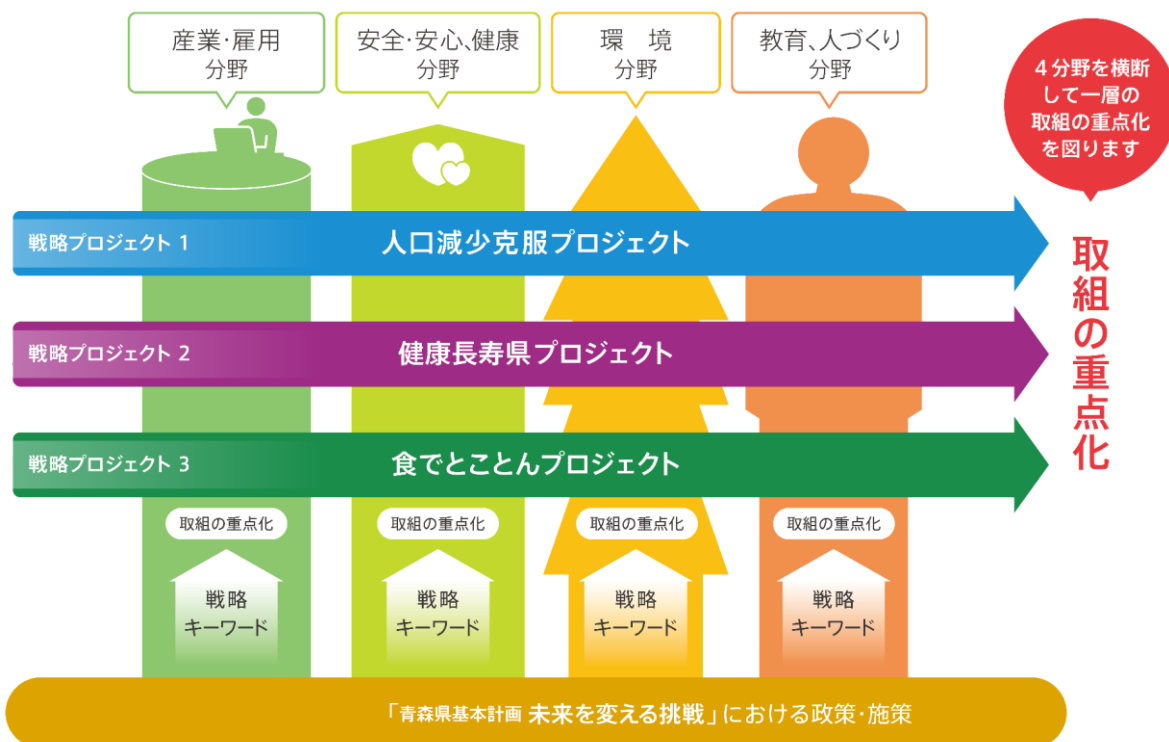 産業・雇用
分野
安全・安心、健康
分野
環　境
分野
教育、人づくり
分野
４分野を横断
して一層の
取組の重点化
を図ります
戦略プロジェクト 1
人口減少克服プロジェクト
戦略プロジェクト 2
健康長寿県プロジェクト
戦略プロジェクト 3
食でとことんプロジェクト
取組の重点化
取組の重点化
取組の重点化
取組の重点化
取組の重点化
戦略
キーワード
戦略
キーワード
戦略
キーワード
戦略
キーワード
「青森県基本計画 未来を変える挑戦」における政策・施策